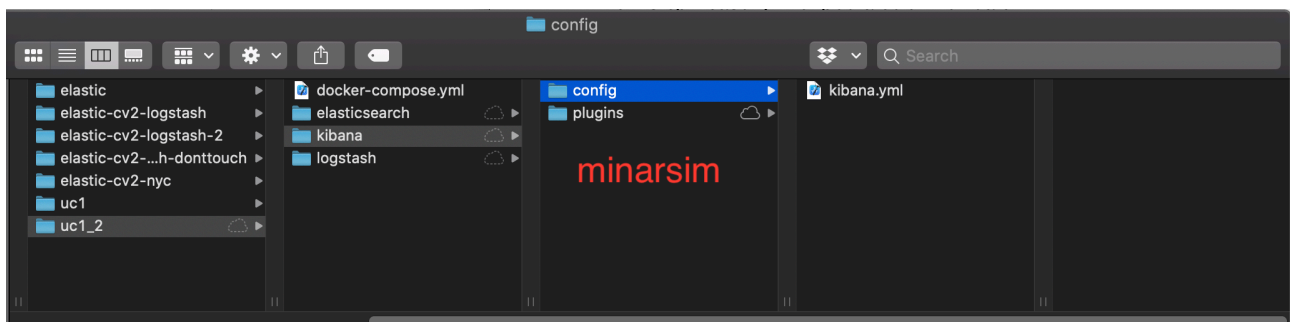 config
Search
elastic
elastic-cv2-logstash
elastic-cv2-logstash-2
elastic-cv2-...h-donttouch
elastic-cv2-nyc
uc1
uc1_2
docker-compose.yml
elasticsearch
kibana
logstash
config
plugins
minarsim
kibana.yml